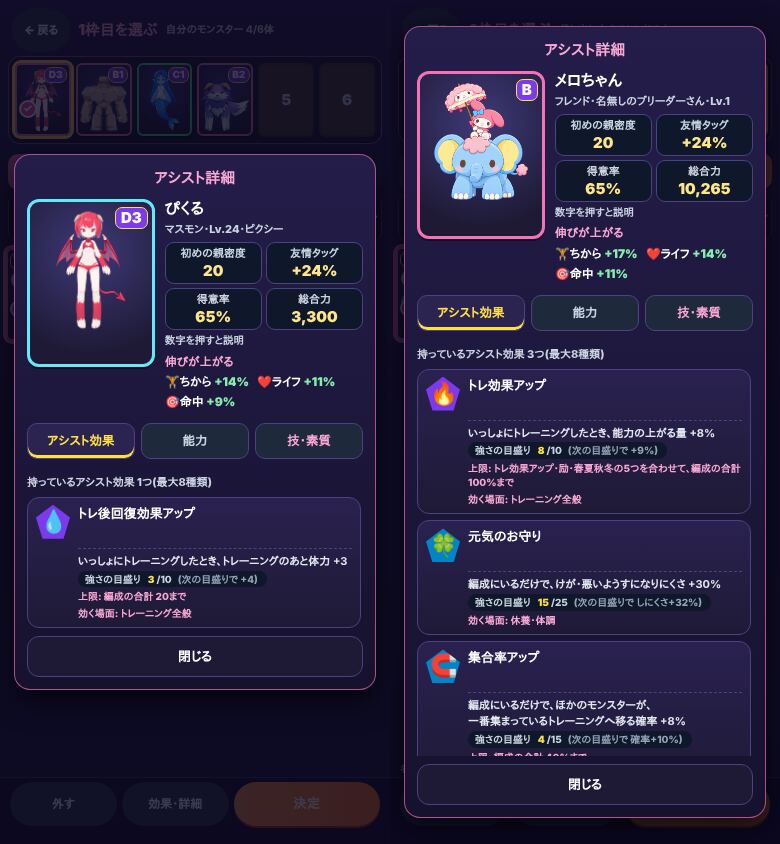 ← 戻る
1枠目を選ぶ 自分のモンスター 4/6体
D3
B1
C1
B2
5
6
アシスト詳細
D3
ぴくる
マスモン・Lv.24・ピクシー
初めの親密度
20
友情タッグ
+24%
得意率
65%
総合力
3,300
数字を押すと説明
伸びが上がる
ちから +14% ライフ +11%
命中 +9%
アシスト効果
能力
技・素質
持っているアシスト効果 1つ(最大8種類)
トレ後回復効果アップ
いっしょにトレーニングしたとき、トレーニングのあと体力 +3
強さの目盛り 3/10 (次の目盛りで +4)
上限: 編成の合計 20まで
効く場面: トレーニング全般
閉じる
外す
効果・詳細
決定
アシスト詳細
B
メロちゃん
フレンド・名無しのブリーダーさん・Lv.1
初めの親密度
20
友情タッグ
+24%
得意率
65%
総合力
10,265
数字を押すと説明
伸びが上がる
ちから +17% ライフ +14%
命中 +11%
アシスト効果
能力
技・素質
持っているアシスト効果 3つ(最大8種類)
トレ効果アップ
いっしょにトレーニングしたとき、能力の上がる量 +8%
強さの目盛り 8/10 (次の目盛りで +9%)
上限: トレ効果アップ・励・春夏秋冬の5つを合わせて、編成の合計
100%まで
効く場面: トレーニング全般
元気のお守り
編成にいるだけで、けが・悪いようすになりにくさ +30%
強さの目盛り 15/25 (次の目盛りで しにくさ+32%)
効く場面: 休養・体調
集合率アップ
編成にいるだけで、ほかのモンスターが、
一番集まっているトレーニングへ移る確率 +8%
強さの目盛り 4/15 (次の目盛りで 確率+10%)
閉じる